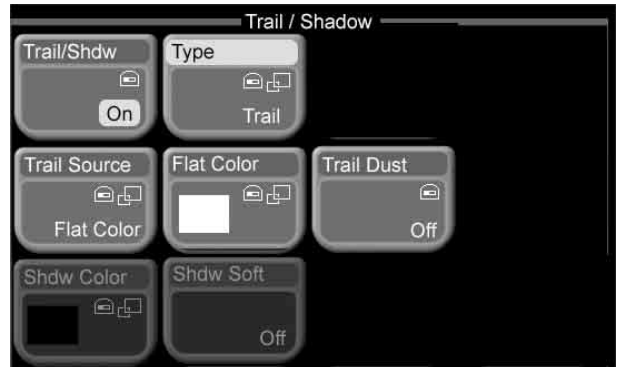 Trail / Shadow
Trail/Shdw
On
Type
Trail
Trail Source
Flat Color
Flat Color
Trail Dust
Off
Shdw Color
Shdw Soft
Off